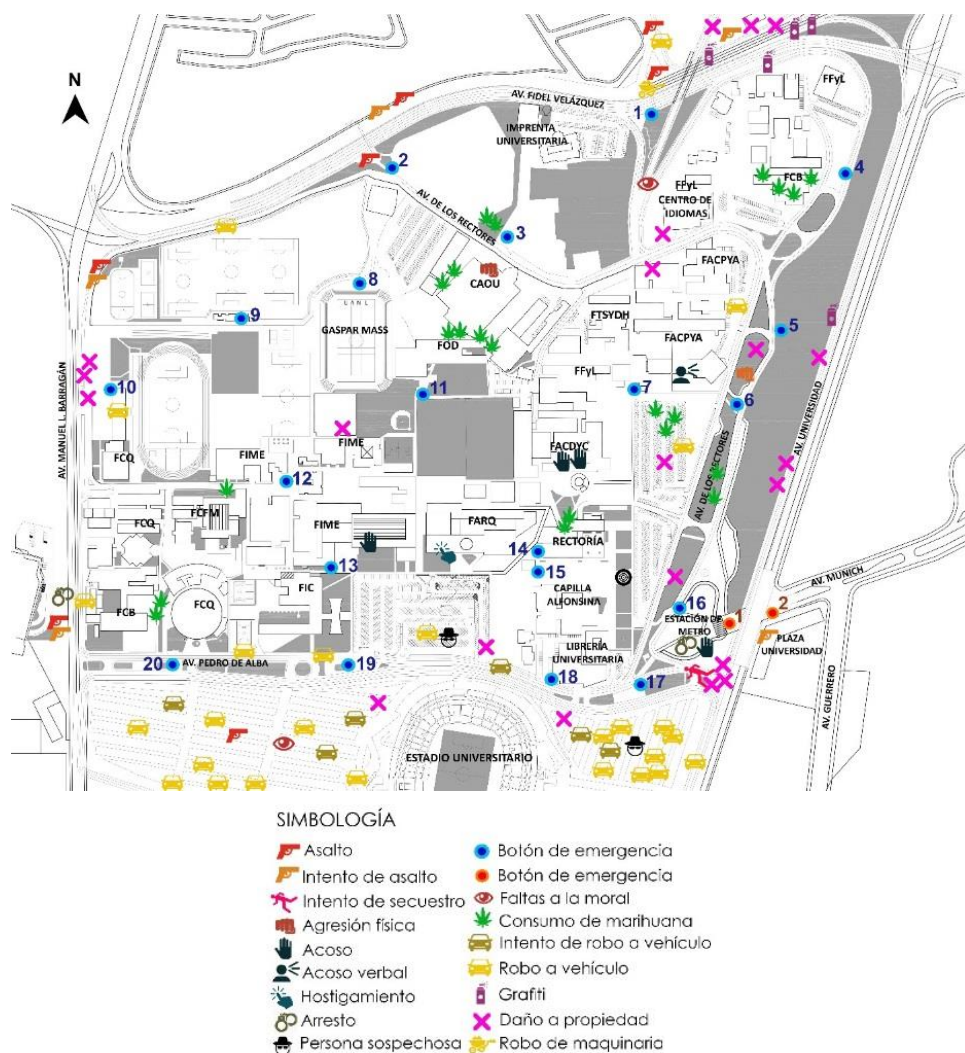 N
AV. FIDEL VELÁZQUEZ
1
FFyL
IMPRENTA
UNIVERSITARIA
2
4
FCB
FFyL
CENTRO DE
IDIOMAS
AV. DE LOS RECTORES
3
FACPYA
8
CAOU
9
GASPAR MASS
FTSYDH
5
FACPYA
FOD
FFyL
7
10
11
6
AV. MANUEL L. BARRAGÁN
AV. UNIVERSIDAD
FIME
FCQ
FIME
FACDYC
AV. DE LOS RECTORES
12
FCFM
FCQ
FIME
FARQ
RECTORÍA
14
13
15
AV. MUNICH
CAPILLA
ALFONSINA
FIC
FCB
FCQ
16
2
1
ESTACIÓN DE
METRO
PLAZA
UNIVERSIDAD
LIBRERÍA
UNIVERSITARIA
AV. GUERRERO
20
AV. PEDRO DE ALBA
19
18
17
ESTADIO UNIVERSITARIO
SIMBOLOGÍA
Asalto
Botón de emergencia
Intento de asalto
Botón de emergencia
Intento de secuestro
Faltas a la moral
Agresión física
Consumo de marihuana
Acoso
Intento de robo a vehículo
Acoso verbal
Robo a vehículo
Hostigamiento
Grafiti
Arresto
Daño a propiedad
Persona sospechosa
Robo de maquinaria